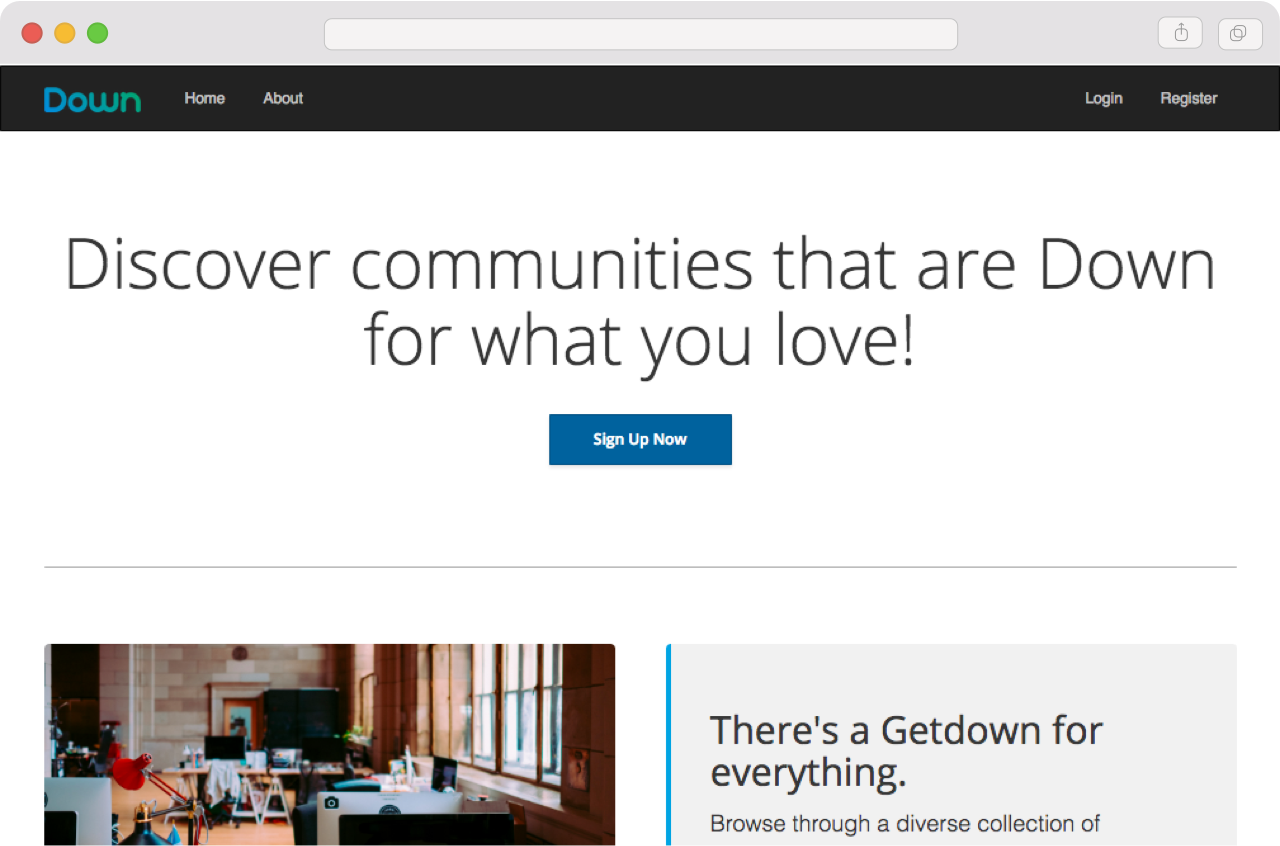 Down Home About Login Register
Discover communities that are Down
for what you love!
Sign Up Now
There's a Getdown for
everything.
Browse through a diverse collection of